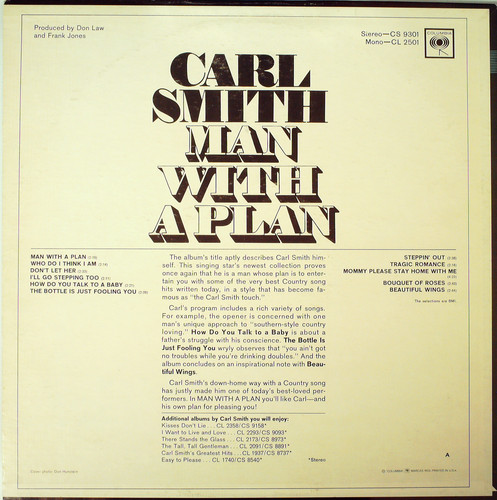 Produced by Don Law
and Frank Jones
Stereo—CS 9301
Mono—CL 2501
COLUMBIA
CARL
SMITH
MAN
WITH
A PLAN
MAN WITH A PLAN
WHO DO I THINK I AM
DON'T LET HER
I'LL GO STEPPING TOO
HOW DO YOU TALK TO A BABY
THE BOTTLE IS JUST FOOLING YOU
The album's title aptly describes Carl Smith him-
self. This singing star's newest collection proves
once again that he is a man whose plan is to enter-
tain you with some of the very best Country song
hits written today, in a style that has become fam-
ous as "the Carl Smith touch."
Carl's program includes a rich variety of songs.
For example, the opener is concerned with one
man's unique approach to "southern-style country
loving." How Do You Talk to a Baby is about a
father's struggle with his conscience. The Bottle Is
Just Fooling You wryly observes that "you ain't got
no troubles while you're drinking doubles." And the
album concludes on an inspirational note with Beau-
tiful Wings.
Carl Smith's down-home way with a Country song
has just made him one of today's best-loved per-
formers. In MAN WITH A PLAN you'll like Carl—and
his own plan for pleasing you!
STEPPIN' OUT
TRAGIC ROMANCE
MOMMY PLEASE STAY HOME WITH ME
BOUQUET OF ROSES
BEAUTIFUL WINGS
The selections are BMI.
Additional albums by Carl Smith you will enjoy:
Kisses Don't Lie . . . CL 2358/CS 9158*
I Want to Live and Love . . . CL 2293/CS 9093*
There Stands the Glass . . . CL 2173/CS 8973*
The Tall, Tall Gentleman . . . CL 2091/CS 8891*
Carl Smith's Greatest Hits . . . CL 1937/CS 8737*
Easy to Please . . . CL 1740/CS 8540*
*Stereo
A